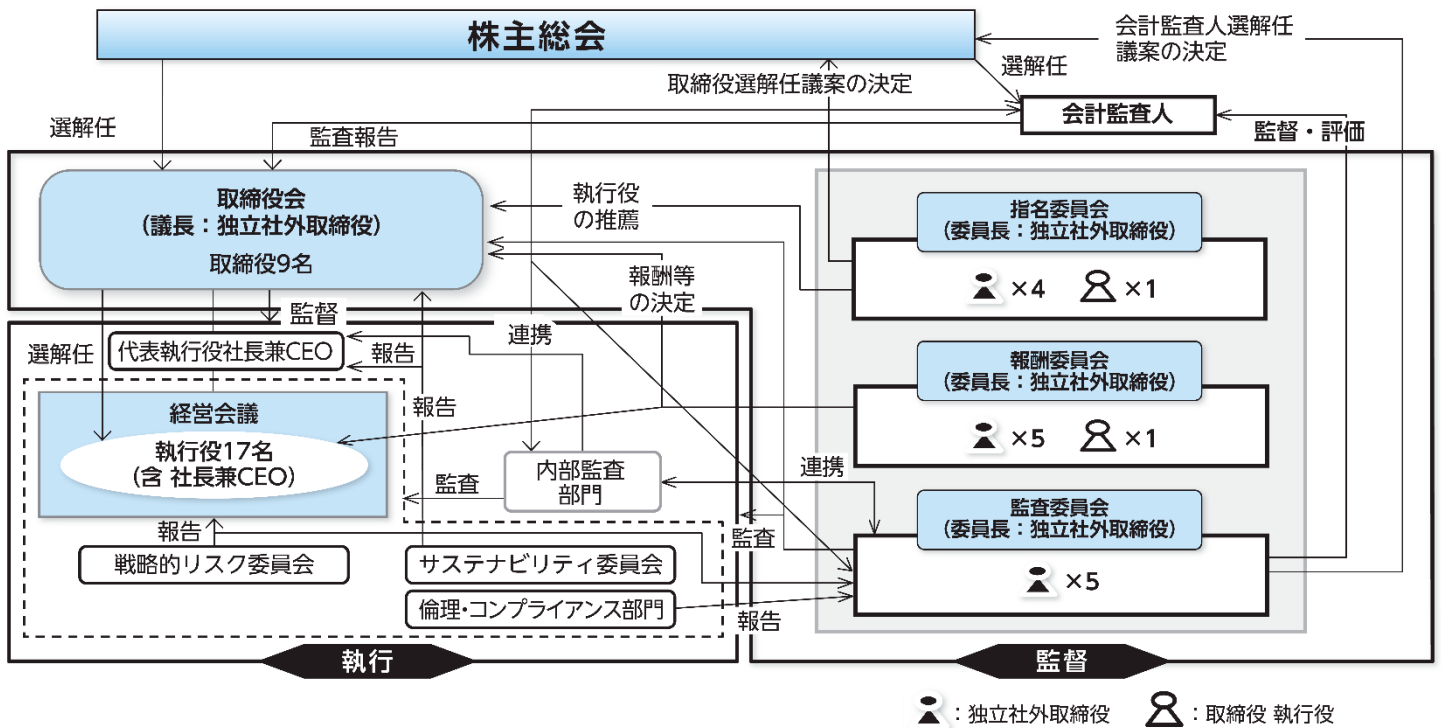 株主総会
会計監査人選解任
議案の決定
選解任
取締役選解任議案の決定
会計監査人
選解任
監査報告
監督・評価
取締役会
(議長:独立社外取締役)
取締役9名
執行役
の推薦
指名委員会
(委員長:独立社外取締役)
×4
×1
報酬等
の決定
監督
連携
選解任
代表執行役社長兼CEO
報告
報酬委員会
(委員長:独立社外取締役)
×5
×1
報告
経営会議
執行役17名
(含 社長兼CEO)
監査
内部監査
部門
連携
監査委員会
(委員長:独立社外取締役)
×5
報告
監査
戦略的リスク委員会
サステナビリティ委員会
倫理・コンプライアンス部門
報告
執行
監督
:独立社外取締役
:取締役 執行役